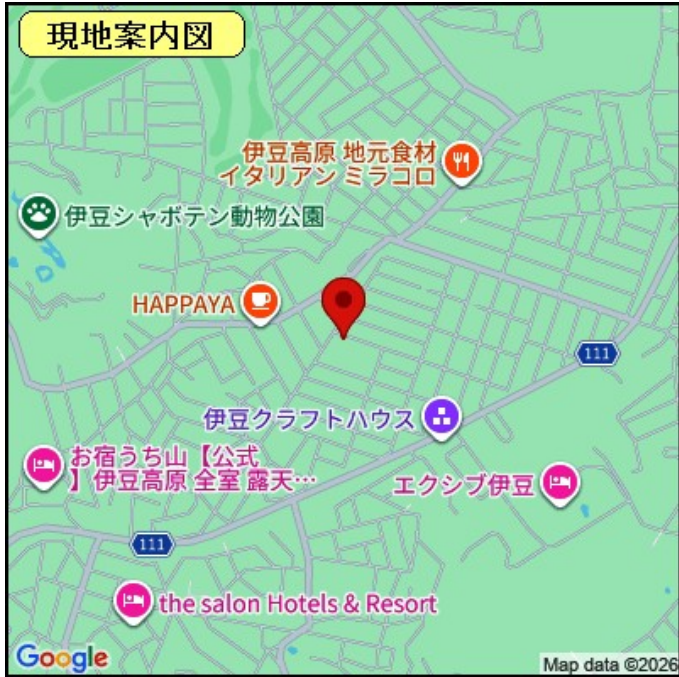 現地案内図
伊豆高原 地元食材
イタリアン ミラコロ
伊豆シャボテン動物公園
HAPPAYA
111
伊豆クラフトハウス
お宿うち山【公式
】伊豆高原 全室 露天…
エクシブ伊豆
111
the salon Hotels & Resort
Google
Map data ©2026